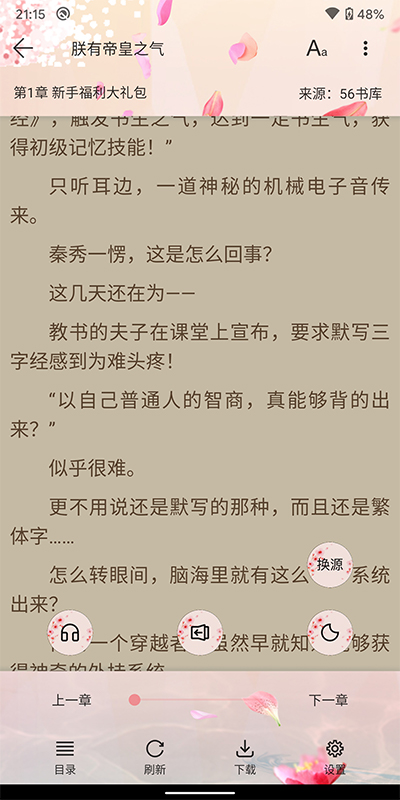 21:15
48%
朕有帝皇之气
Aa
第1章 新手福利大礼包
来源：56书库
经》，触发书生之气，达到一定书生气，获
得初级记忆技能！”
只听耳边，一道神秘的机械电子音传
来。
秦秀一愣，这是怎么回事？
这几天还在为——
教书的夫子在课堂上宣布，要求默写三
字经感到为难头疼！
“以自己普通人的智商，真能够背的出
来？”
似乎很难。
更不用说还是默写的那种，而且还是繁
体字……
换源
怎么转眼间，脑海里就有这么 系统
出来？
一个穿越者 虽然早就知 够获
得神奇的外挂系统
上一章
下一章
目录
刷新
下载
设置